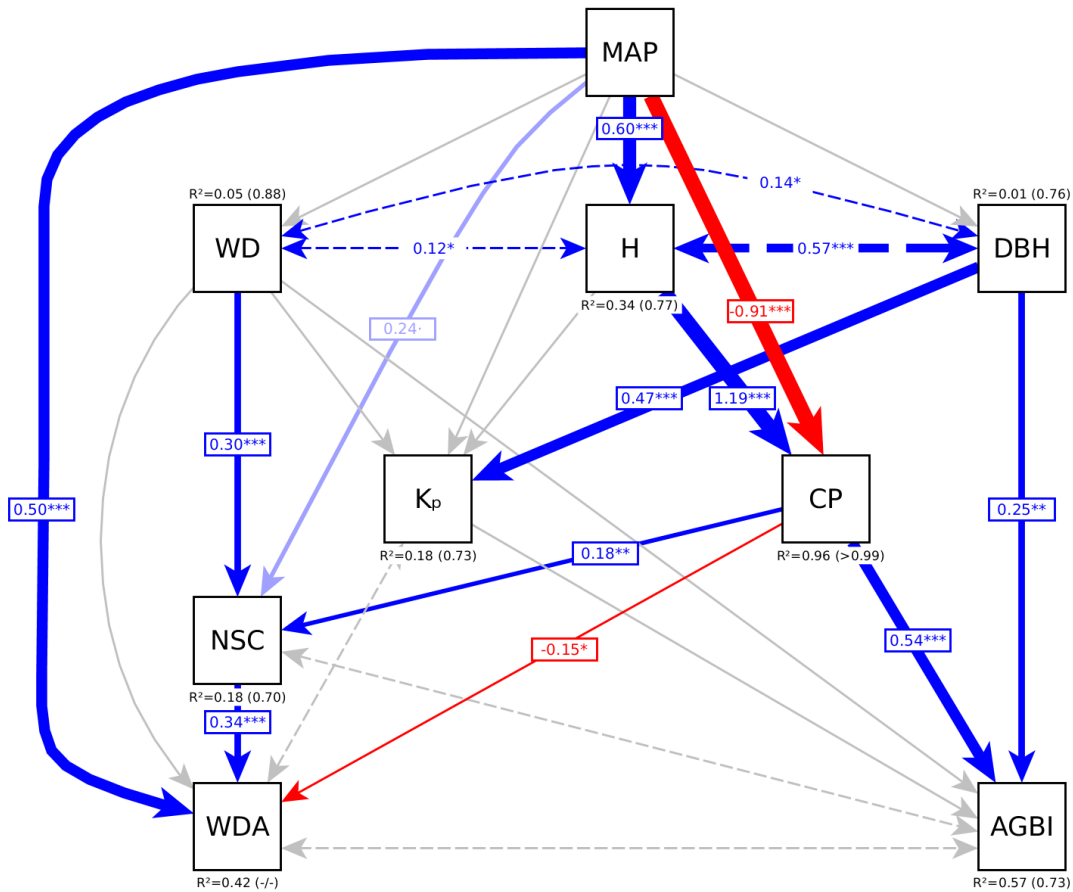 MAP
0.60***
0.14*
R²=0.05 (0.88)
R²=0.01 (0.76)
WD
0.12*
H
0.57***
DBH
R²=0.34 (0.77)
-0.91***
0.24·
0.47***
1.19***
0.30***
Kₚ
CP
0.50***
0.25**
R²=0.18 (0.73)
0.18**
R²=0.96 (>0.99)
NSC
0.54***
-0.15*
R²=0.18 (0.70)
0.34***
WDA
AGBI
R²=0.42 (-/-)
R²=0.57 (0.73)